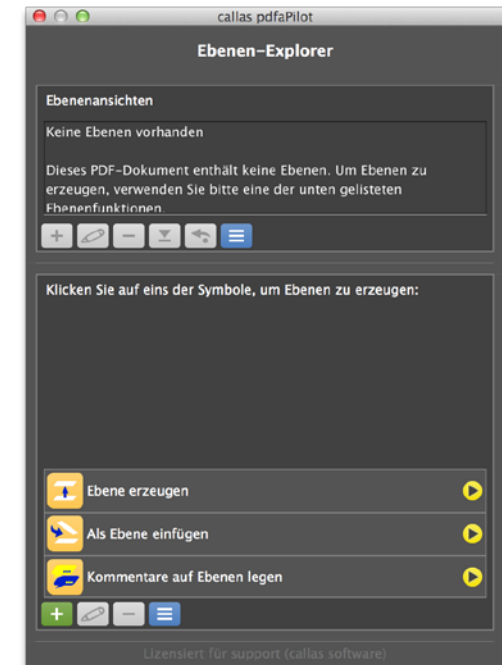 callas pdfaPilot
Ebenen-Explorer
Ebenenansichten
Keine Ebenen vorhanden
Dieses PDF-Dokument enthält keine Ebenen. Um Ebenen zu
erzeugen, verwenden Sie bitte eine der unten gelisteten
Ebenenfunktionen.
Klicken Sie auf eins der Symbole, um Ebenen zu erzeugen:
Ebene erzeugen
Als Ebene einfügen
Kommentare auf Ebenen legen
Lizensiert für support (callas software)